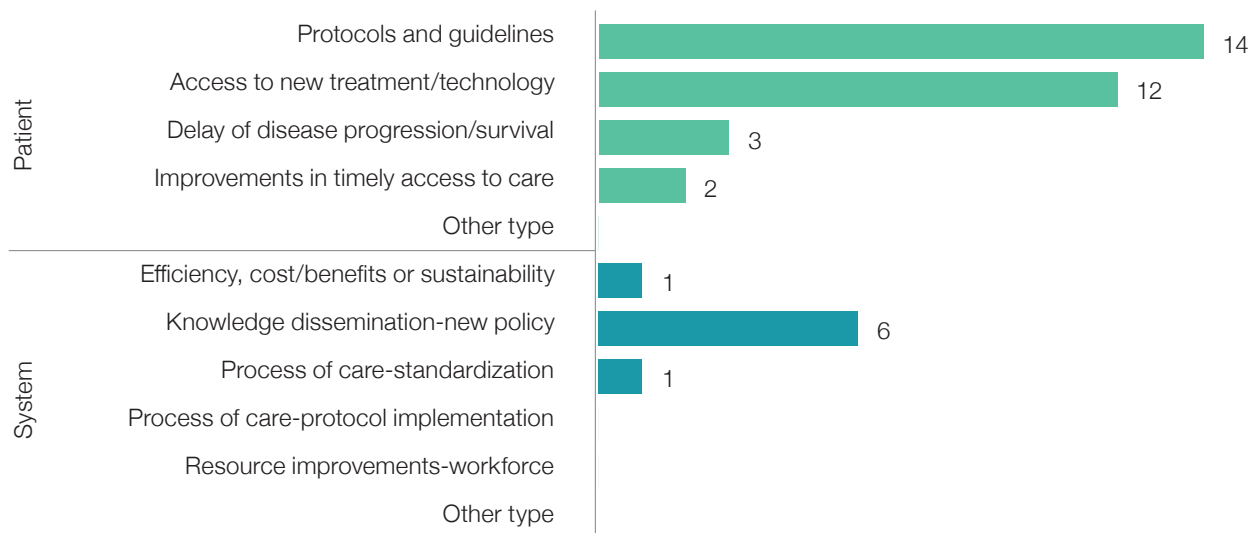 Patient
Protocols and guidelines 14
Access to new treatment/technology 12
Delay of disease progression/survival 3
Improvements in timely access to care 2
Other type
System
Efficiency, cost/benefits or sustainability 1
Knowledge dissemination-new policy 6
Process of care-standardization 1
Process of care-protocol implementation
Resource improvements-workforce
Other type